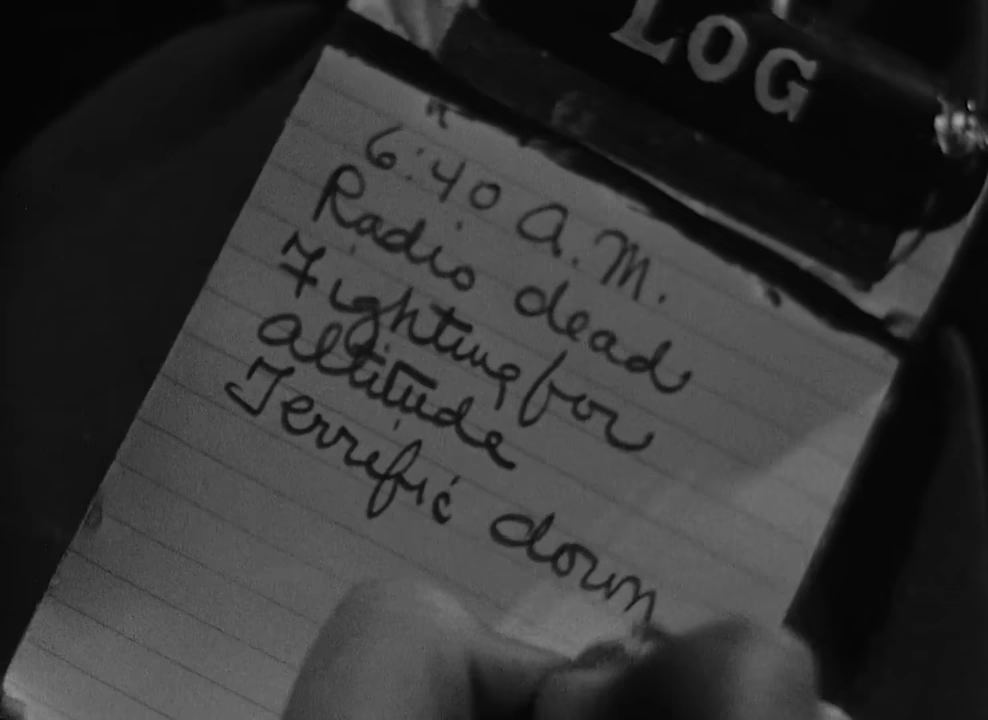 LOG
6:40 A.M.
Radio dead
Fighting for
altitude
Terrific down